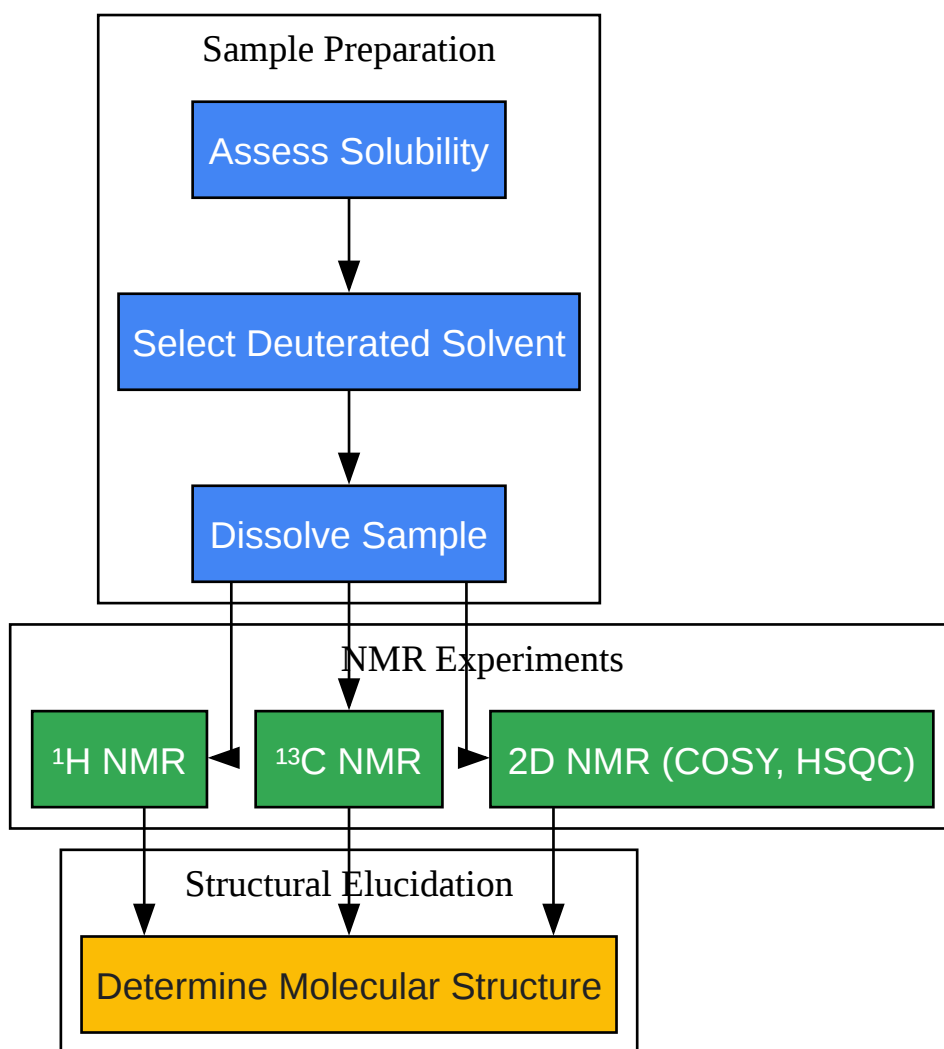 Sample Preparation
Assess Solubility
Select Deuterated Solvent
Dissolve Sample
NMR Experiments
¹H NMR
¹³C NMR
2D NMR (COSY, HSQC)
Structural Elucidation
Determine Molecular Structure